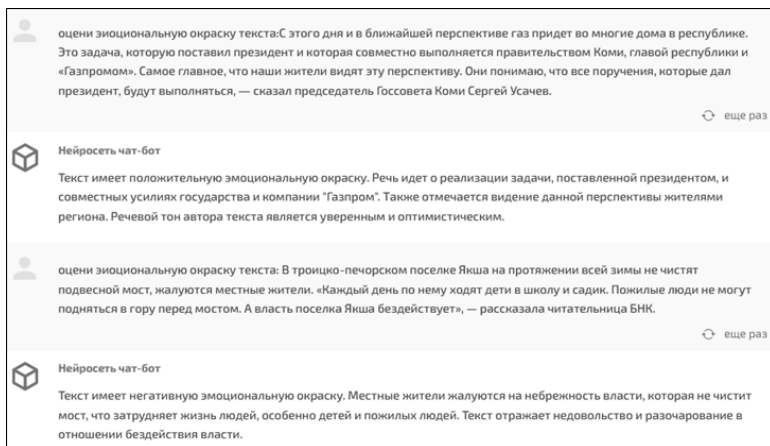 оцени эиоциональную окраску текста:С этого дня и в ближайшей перспективе газ придет во многие дома в республике.
Это задача, которую поставил президент и которая совместно выполняется правительством Коми, главой республики и
«Газпромом». Самое главное, что наши жители видят эту перспективу. Они понимаю, что все поручения, которые дал
президент, будут выполняться, — сказал председатель Госсовета Коми Сергей Усачев.
еще раз
Нейросеть чат-бот
Текст имеет положительную эмоциональную окраску. Речь идет о реализации задачи, поставленной президентом, и
совместных усилиях государства и компании "Газпром". Также отмечается видение данной перспективы жителями
региона. Речевой тон автора текста является уверенным и оптимистическим.
оцени эиоциональную окраску текста: В троицко-печорском поселке Якша на протяжении всей зимы не чистят
подвесной мост, жалуются местные жители. «Каждый день по нему ходят дети в школу и садик. Пожилые люди не могут
подняться в гору перед мостом. А власть поселка Якша бездействует», — рассказала читательница БНК.
еще раз
Нейросеть чат-бот
Текст имеет негативную эмоциональную окраску. Местные жители жалуются на небрежность власти, которая не чистит
мост, что затрудняет жизнь людей, особенно детей и пожилых людей. Текст отражает недовольство и разочарование в
отношении бездействия власти.